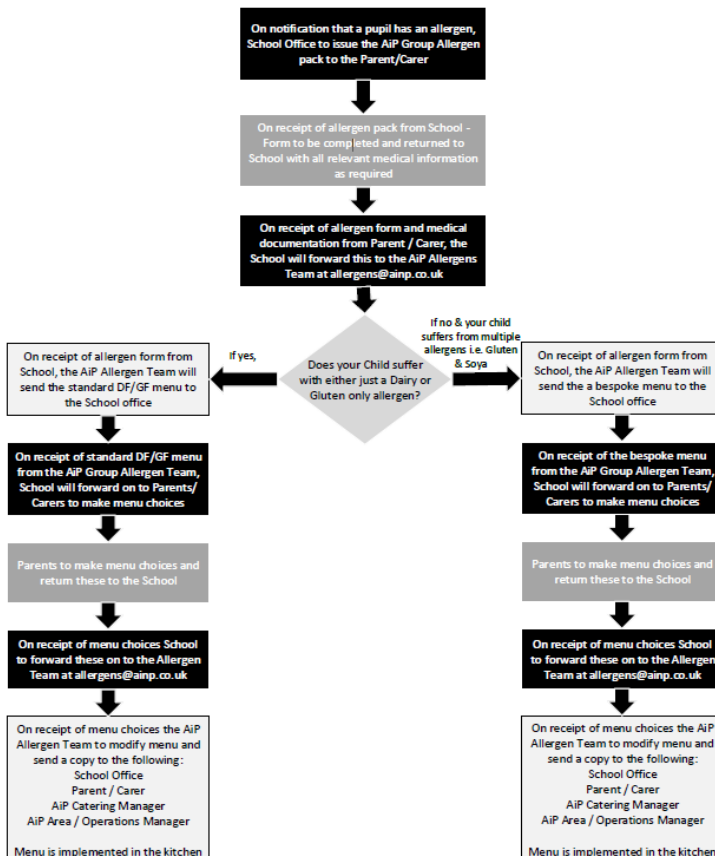 On notification that a pupil has an allergen,
School Office to issue the AiP Group Allergen
pack to the Parent/Carer
On receipt of allergen pack from School -
Form to be completed and returned to
School with all relevant medical information
as required
On receipt of allergen form and medical
documentation from Parent / Carer, the
School will forward this to the AiP Allergens
Team at allergens@ainp.co.uk
Does your Child suffer
with either just a Dairy or
Gluten only allergen?
If yes,
On receipt of allergen form from
School, the AiP Allergen Team will
send the standard DF/GF menu to
the School office
On receipt of standard DF/GF menu
from the AiP Group Allergen Team,
School will forward on to Parents/
Carers to make menu choices
Parents to make menu choices and
return these to the School
On receipt of menu choices School
to forward these on to the Allergen
Team at allergens@ainp.co.uk
On receipt of menu choices the AiP
Allergen Team to modify menu and
send a copy to the following:
School Office
Parent / Carer
AiP Catering Manager
AiP Area / Operations Manager
Menu is implemented in the kitchen
If no & your child
suffers from multiple
allergens i.e. Gluten
& Soya
On receipt of allergen form from
School, the AiP Allergen Team will
send the a bespoke menu to the
School office
On receipt of the bespoke menu
from the AiP Group Allergen Team,
School will forward on to Parents/
Carers to make menu choices
Parents to make menu choices and
return these to the School
On receipt of menu choices School
to forward these on to the Allergen
Team at allergens@ainp.co.uk
On receipt of menu choices the AiP
Allergen Team to modify menu and
send a copy to the following:
School Office
Parent / Carer
AiP Catering Manager
AiP Area / Operations Manager
Menu is implemented in the kitchen